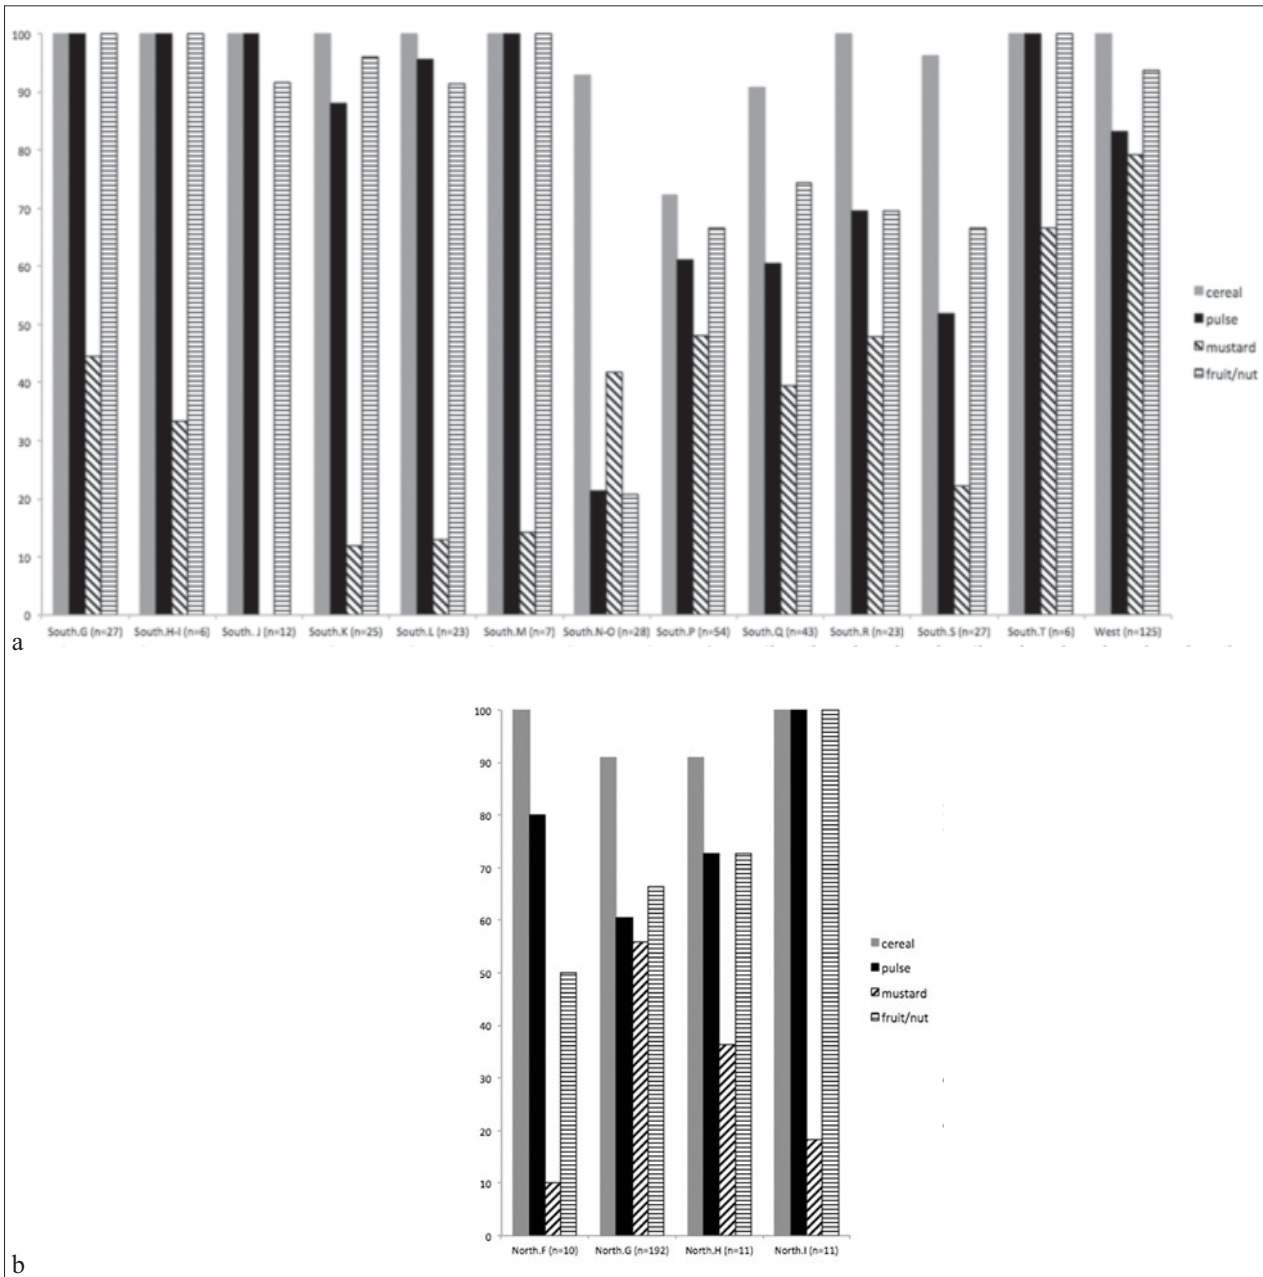 100
90
80
70
60
50
40
30
20
10
0
South.G (n=27) South.H-I (n=6) South. J (n=12) South.K (n=25) South.L (n=23) South.M (n=7) South.N-O (n=28) South.P (n=54) South.Q (n=43) South.R (n=23) South.S (n=27) South.T (n=6) West (n=125)
cereal
pulse
mustard
fruit/nut
a
100
90
80
70
60
50
40
30
20
10
0
North.F (n=10) North.G (n=192) North.H (n=11) North.I (n=11)
cereal
pulse
mustard
fruit/nut
b